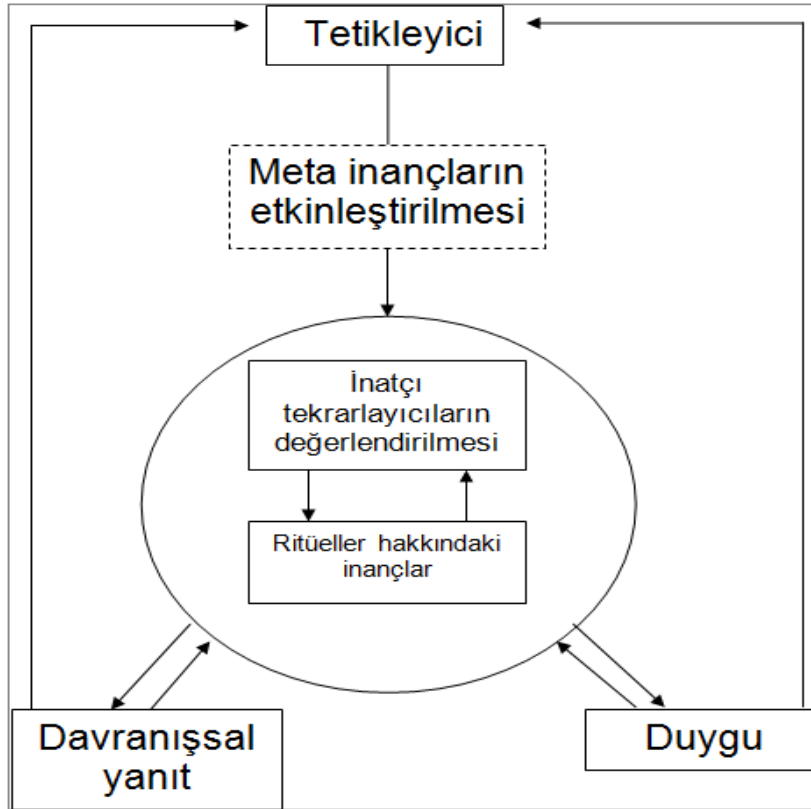 Tetikleyici
Meta inançların
etkinleştirilmesi
İnatçı
tekrarlayıcıların
değerlendirilmesi
Ritüeller hakkındaki
inançlar
Davranışsal
yanıt
Duygu